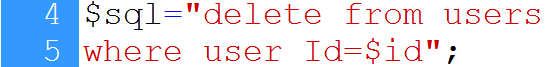 4 $sql="delete from users
5 where user Id=$id";